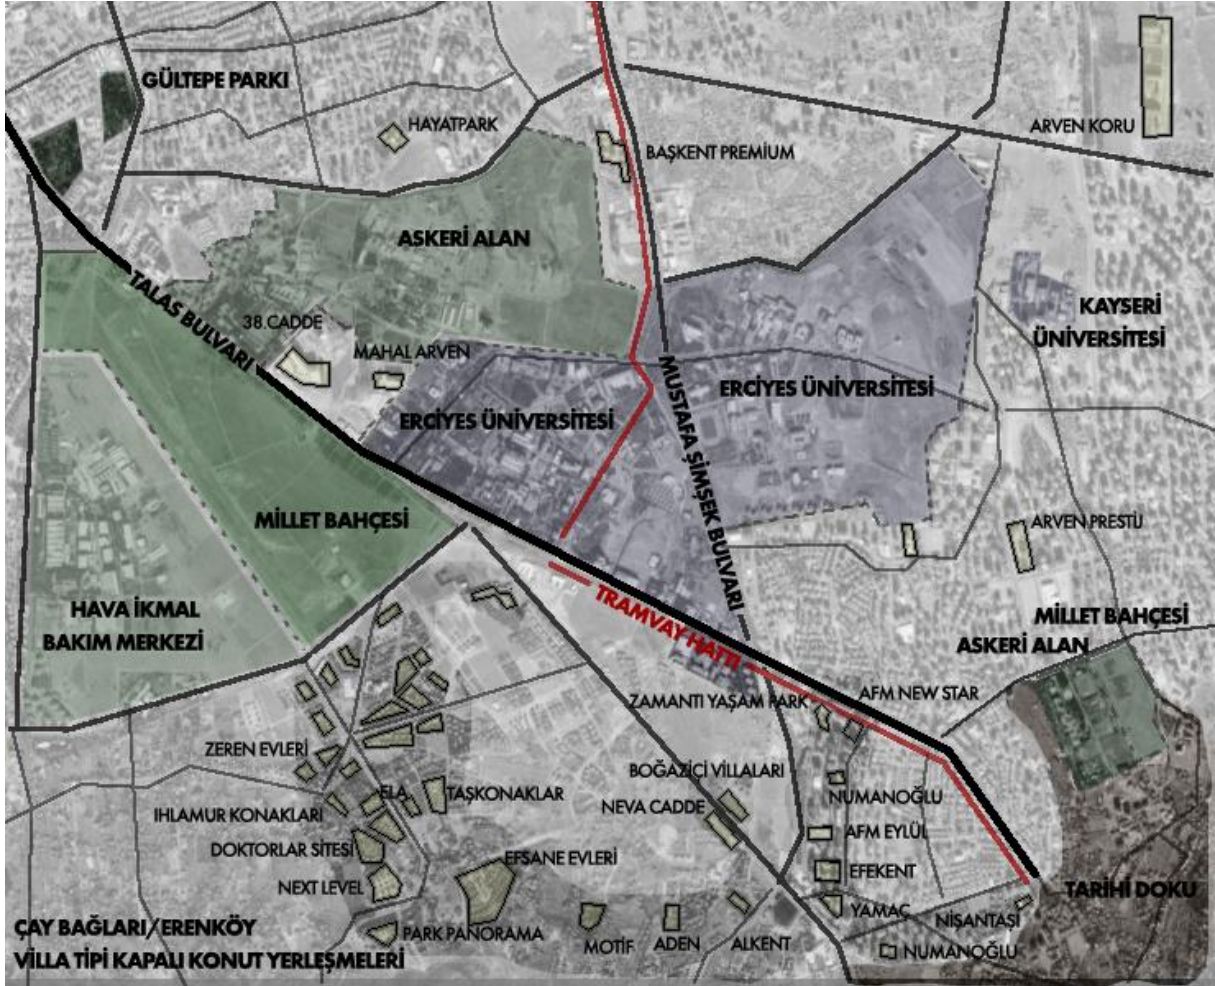 GÜLTEPE PARKI
HAYATPARK
ARVEN KORU
BAŞKENT PREMİUM
ASKERİ ALAN
TALAS BULVARI
38.CADDE
MAHAL ARVEN
KAYSERİ
ÜNİVERSİTESİ
ERCİYES ÜNİVERSİTESİ
ERCİYES ÜNİVERSİTESİ
MUSTAFA ŞİMŞEK BULVARI
MİLLET BAHÇESİ
ARVEN PRESTİJ
HAVA İKMAL
BAKIM MERKEZİ
TRAMVAY HATTI
MİLLET BAHÇESİ
ASKERİ ALAN
ZAMANTI YAŞAM PARK
AFM NEW STAR
ZEREN EVLERİ
BOĞAZİÇİ VİLLALARI
ELA
TAŞKONAKLAR
NEVA CADDE
NUMANOĞLU
IHLAMUR KONAKLARI
AFM EYLÜL
DOKTORLAR SİTESİ
EFSANE EVLERİ
EFEKENT
NEXT LEVEL
TARİHİ DOKU
YAMAÇ
NİŞANTAŞI
PARK PANORAMA
MOTİF
ADEN
ALKENT
NUMANOĞLU
ÇAY BAĞLARI/ERENKÖY
VİLLA TİPİ KAPALI KONUT YERLEŞMELERİ